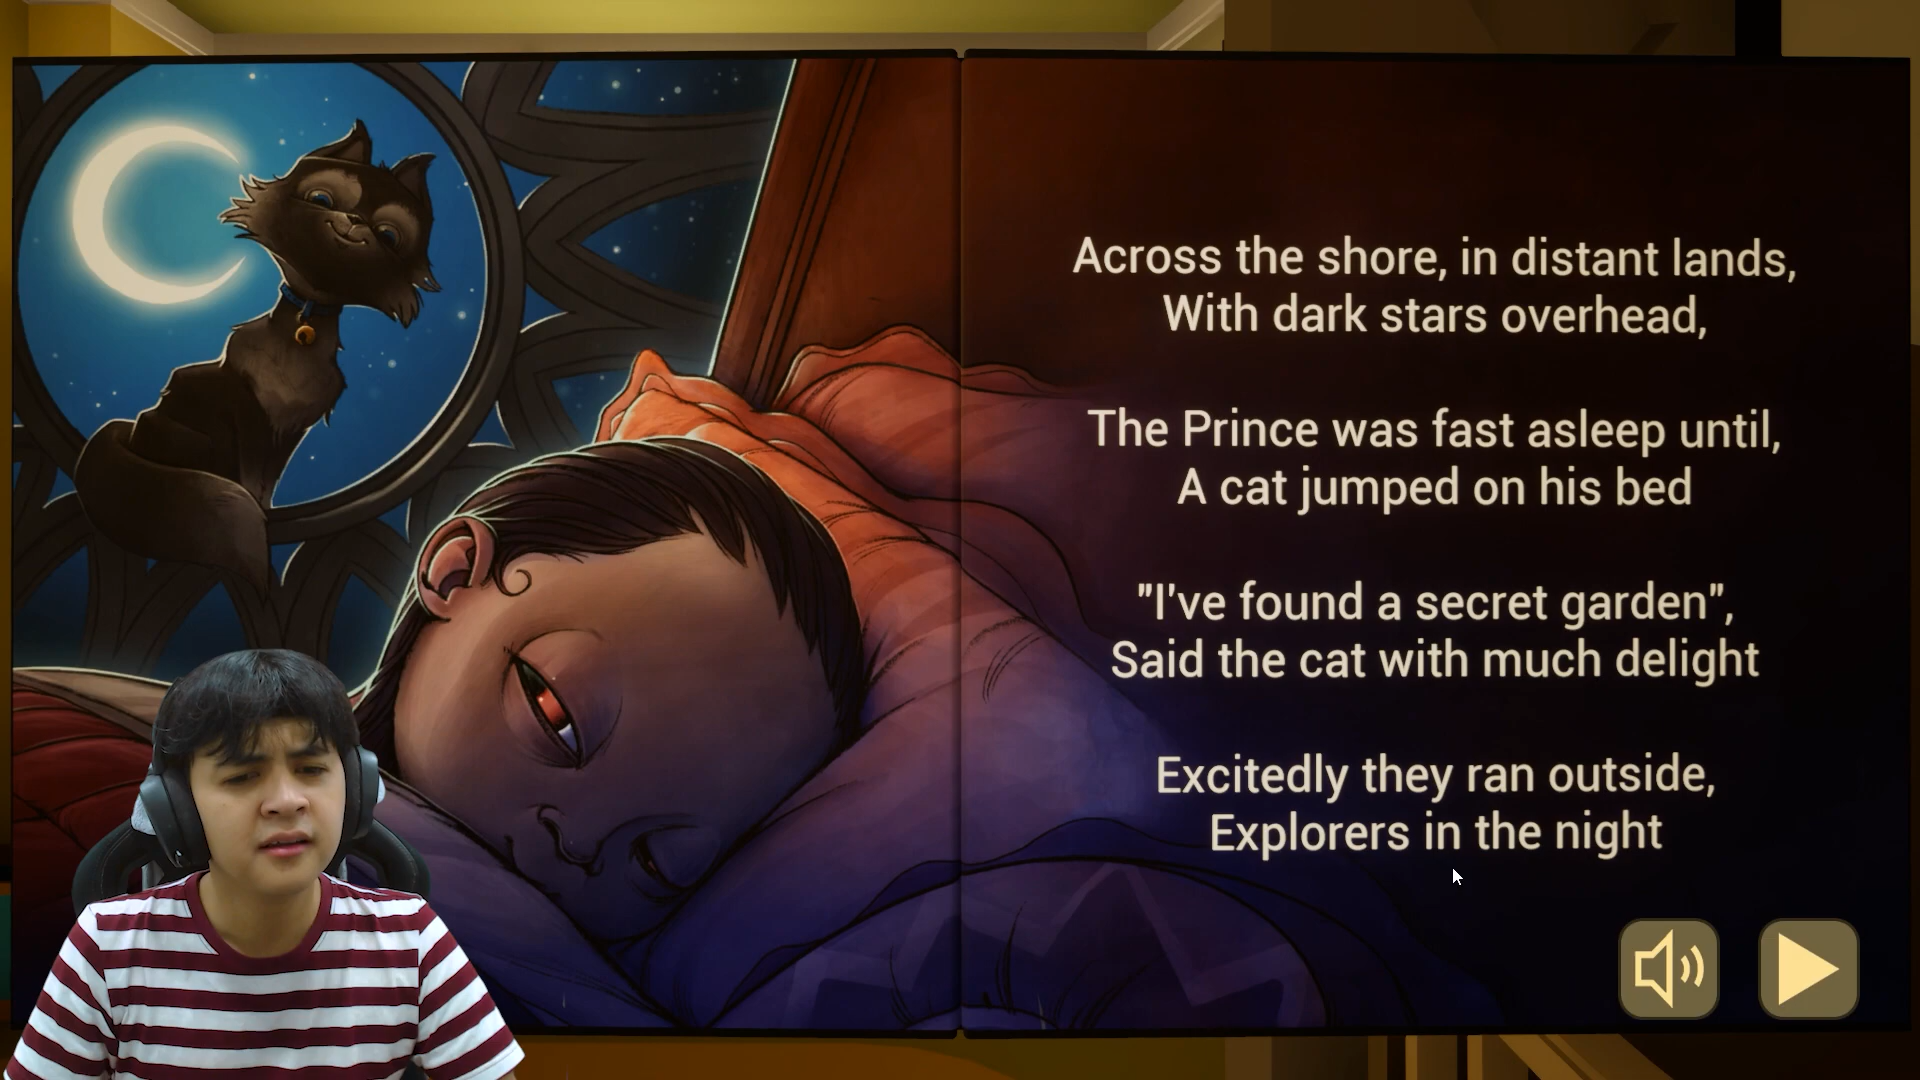 Across the shore, in distant lands,
With dark stars overhead,
The Prince was fast asleep until,
A cat jumped on his bed
"I've found a secret garden",
Said the cat with much delight
Excitedly they ran outside,
Explorers in the night